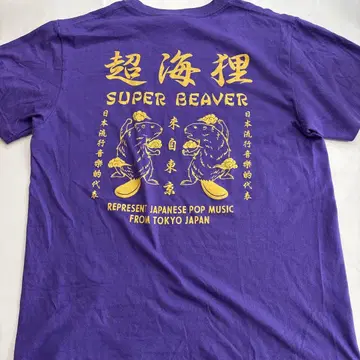 超海狸
SUPER BEAVER
日本流行音樂的代表
來自東京
日本流行音樂的代表
REPRESENT JAPANESE POP MUSIC
FROM TOKYO JAPAN